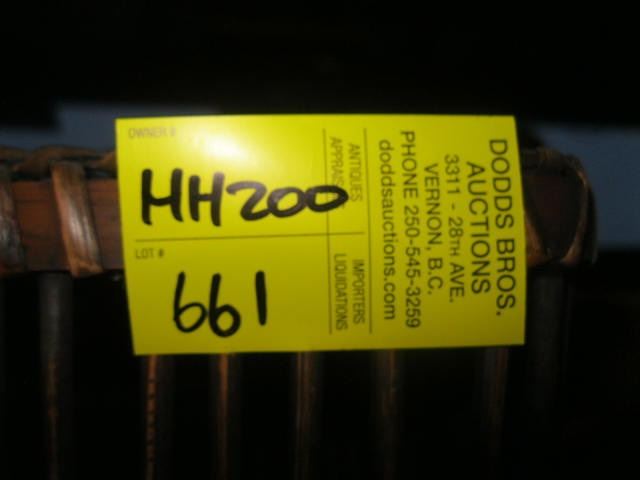 OWNER #
HH200
LOT #
661
DODDS BROS.
AUCTIONS
3311 - 28TH AVE.
VERNON, B.C.
PHONE 250-545-3259
doddsauctions.com
ANTIQUES
IMPORTERS
LIQUIDATIONS